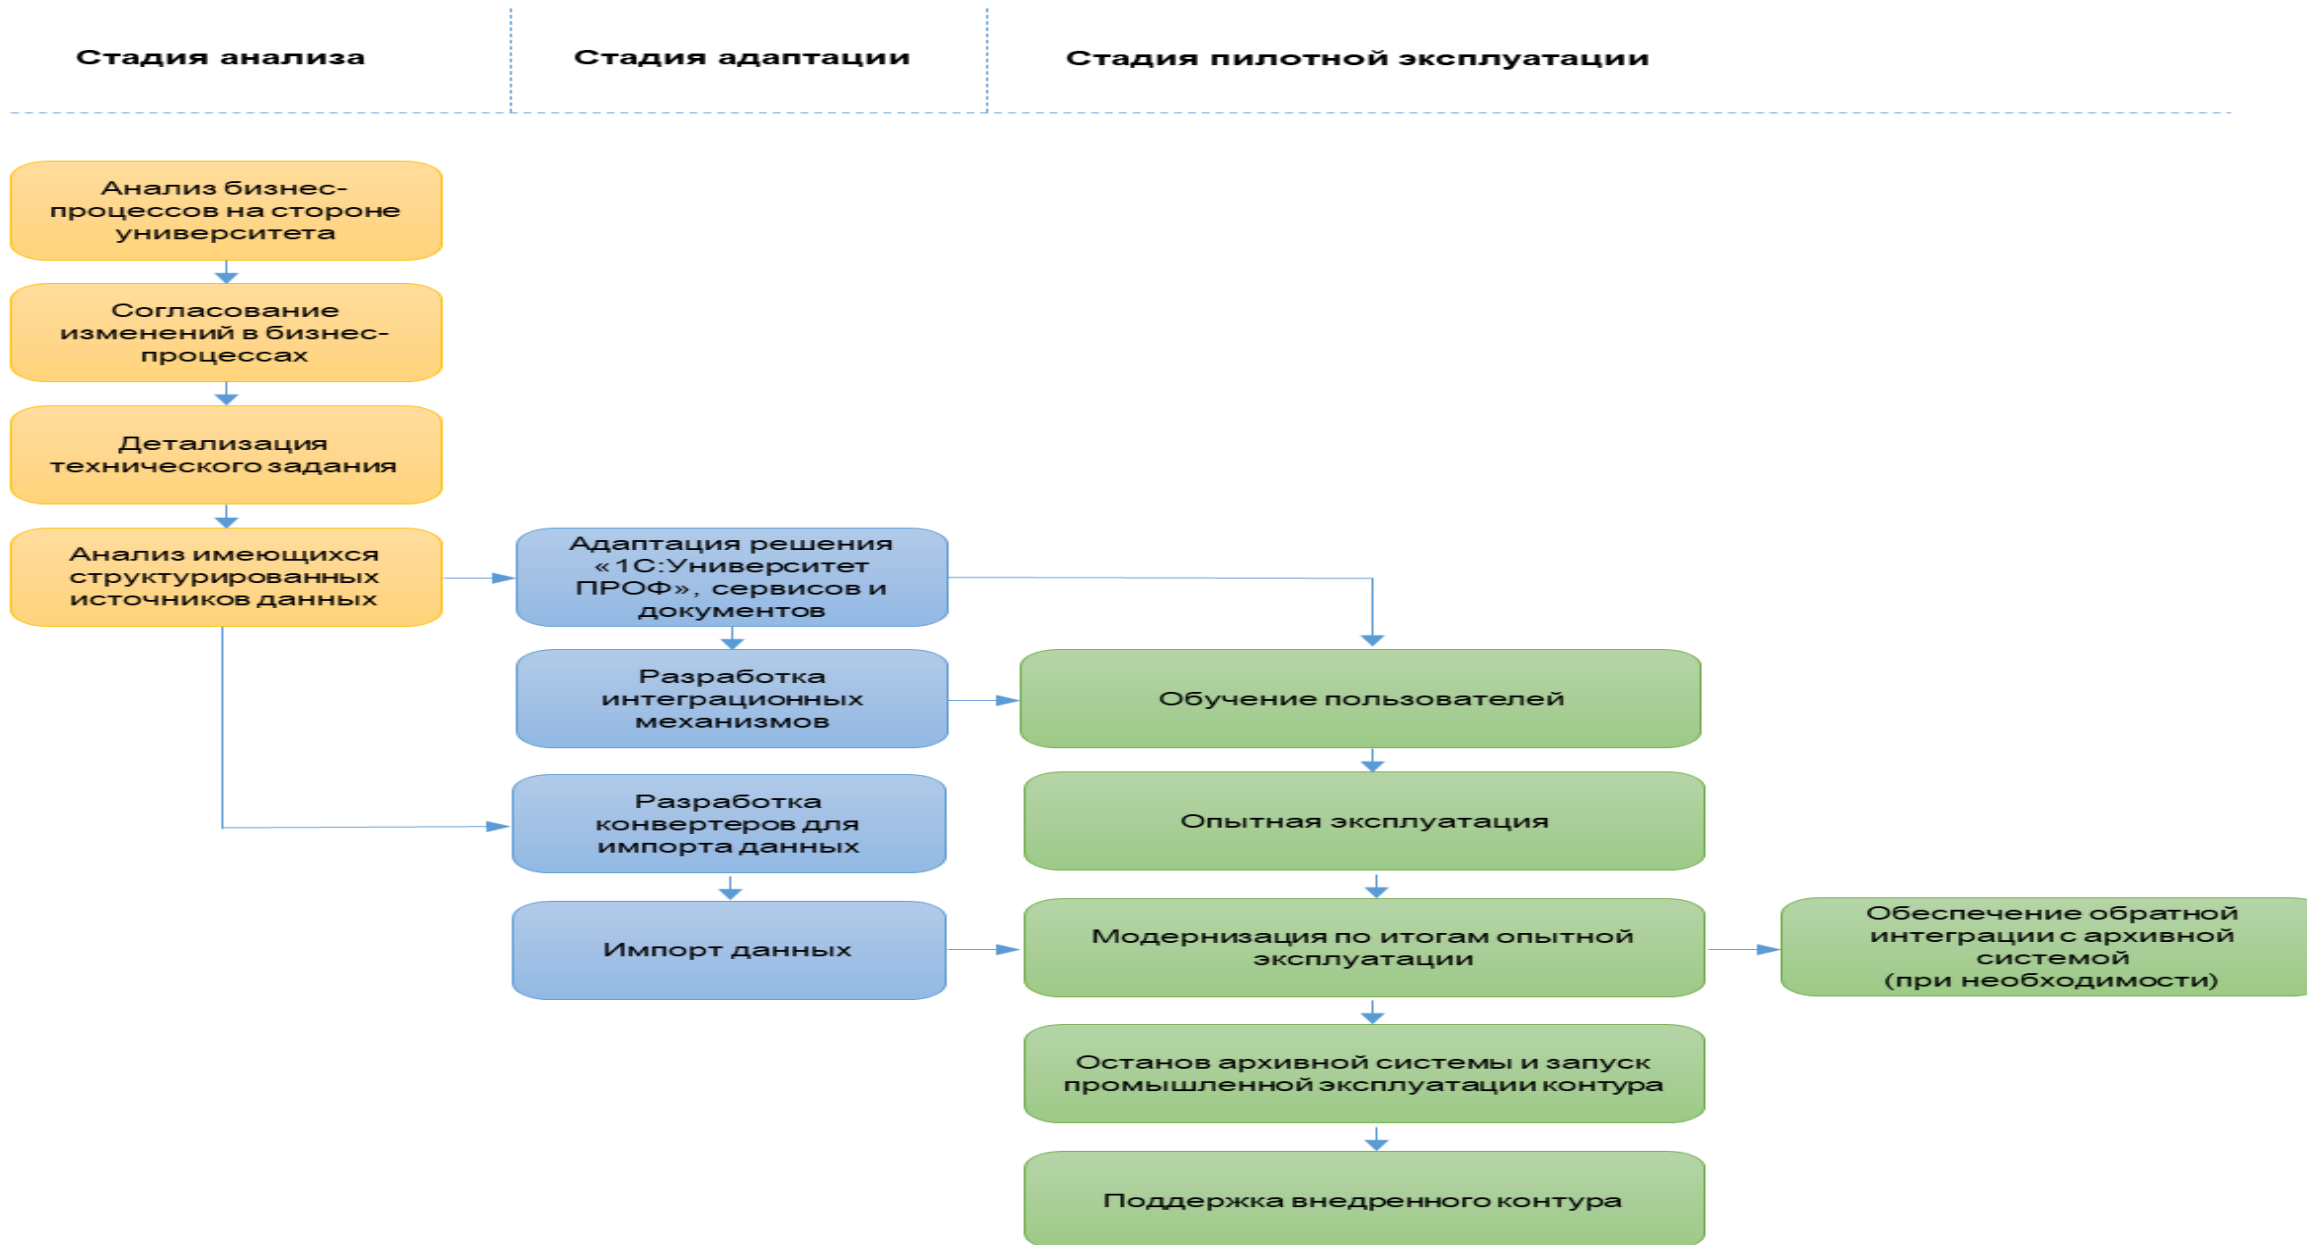 Стадия анализа
Стадия адаптации
Стадия пилотной эксплуатации
Анализ бизнес-
процессов на стороне
университета
Согласование
изменений в бизнес-
процессах
Детализация
технического задания
Анализ имеющихся
структурированных
источников данных
Адаптация решения
«1С:Университет
ПРОФ», сервисов и
документов
Разработка
интеграционных
механизмов
Разработка
конвертеров для
импорта данных
Импорт данных
Обучение пользователей
Опытная эксплуатация
Модернизация по итогам опытной
эксплуатации
Обеспечение обратной
интеграции с архивной
системой
(при необходимости)
Останов архивной системы и запуск
промышленной эксплуатации контура
Поддержка внедренного контура